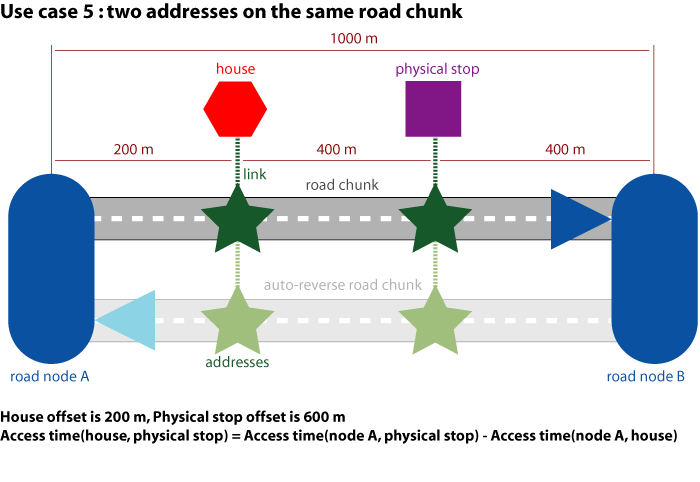 Use case 5 : two addresses on the same road chunk
1000 m
house
physical stop
200 m
400 m
400 m
link
road chunk
auto-reverse road chunk
addresses
road node A
road node B
House offset is 200 m, Physical stop offset is 600 m
Access time(house, physical stop) = Access time(node A, physical stop) - Access time(node A, house)